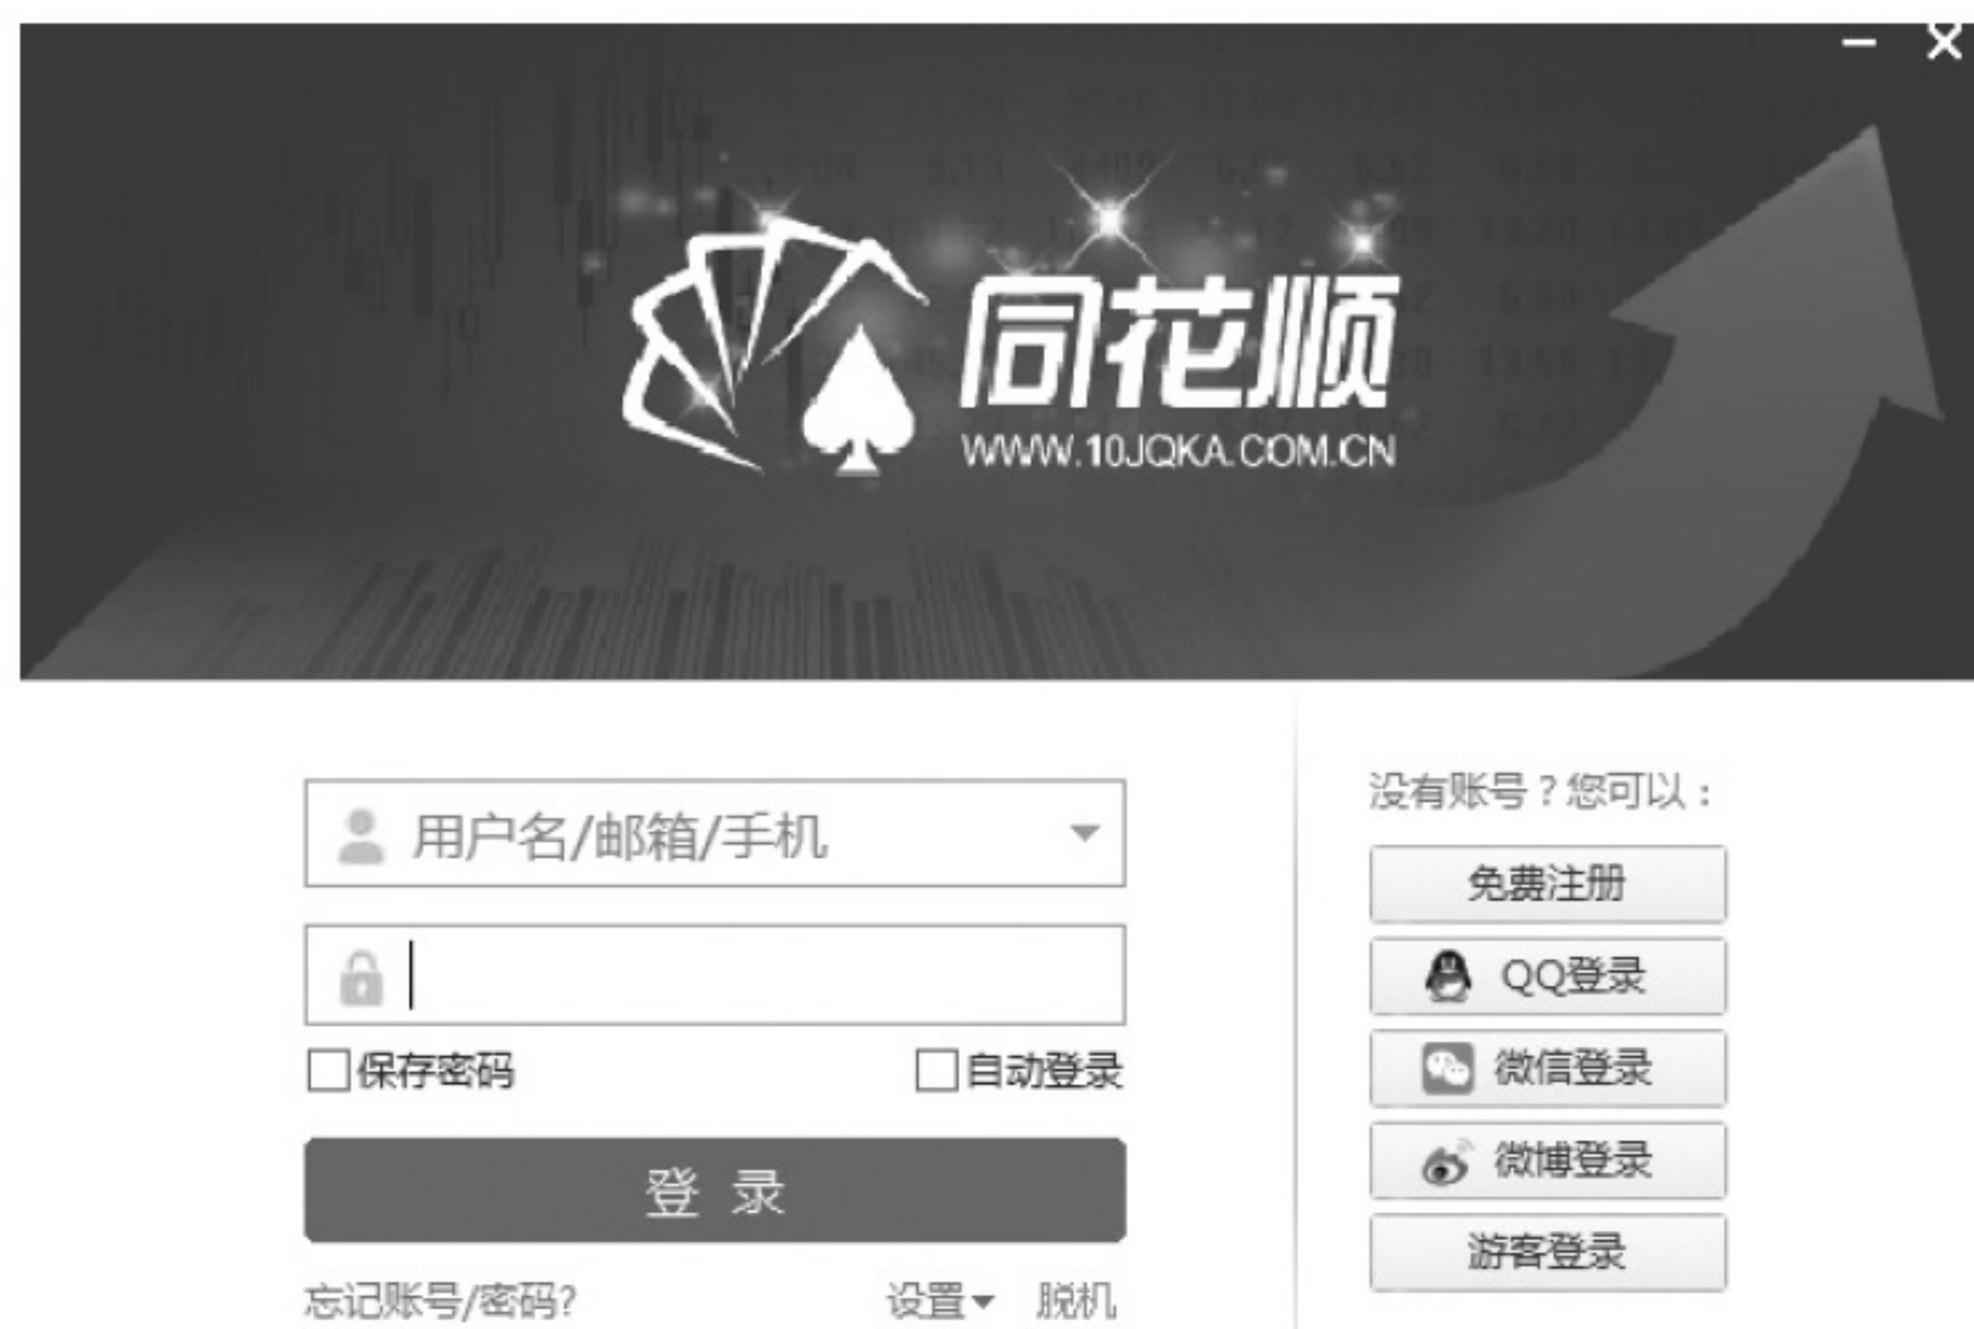 同花顺
WWW.10JQKA.COM.CN
用户名/邮箱/手机
保存密码
自动登录
登 录
忘记账号/密码?
设置
脱机
没有账号？您可以：
免费注册
QQ登录
微信登录
微博登录
游客登录